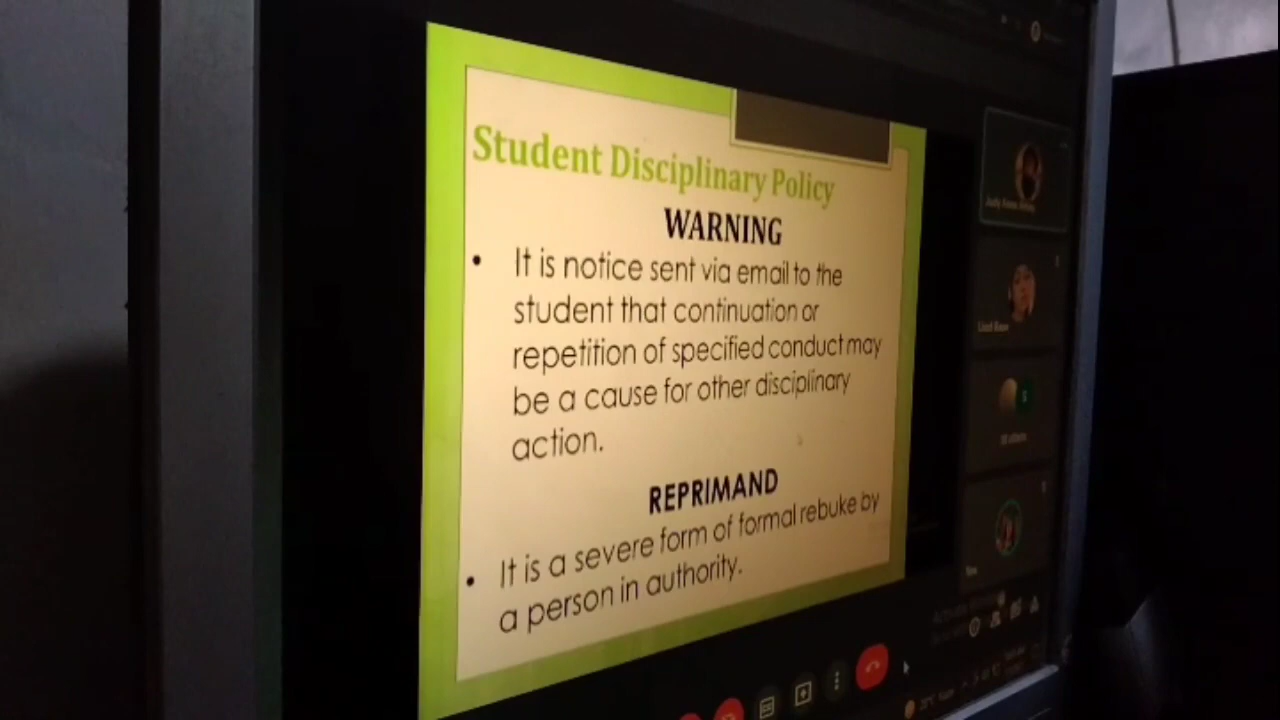 Student Disciplinary Policy
WARNING
• It is notice sent via email to the
student that continuation or
repetition of specified conduct may
be a cause for other disciplinary
action.
REPRIMAND
• It is a severe form of formal rebuke by
a person in authority.